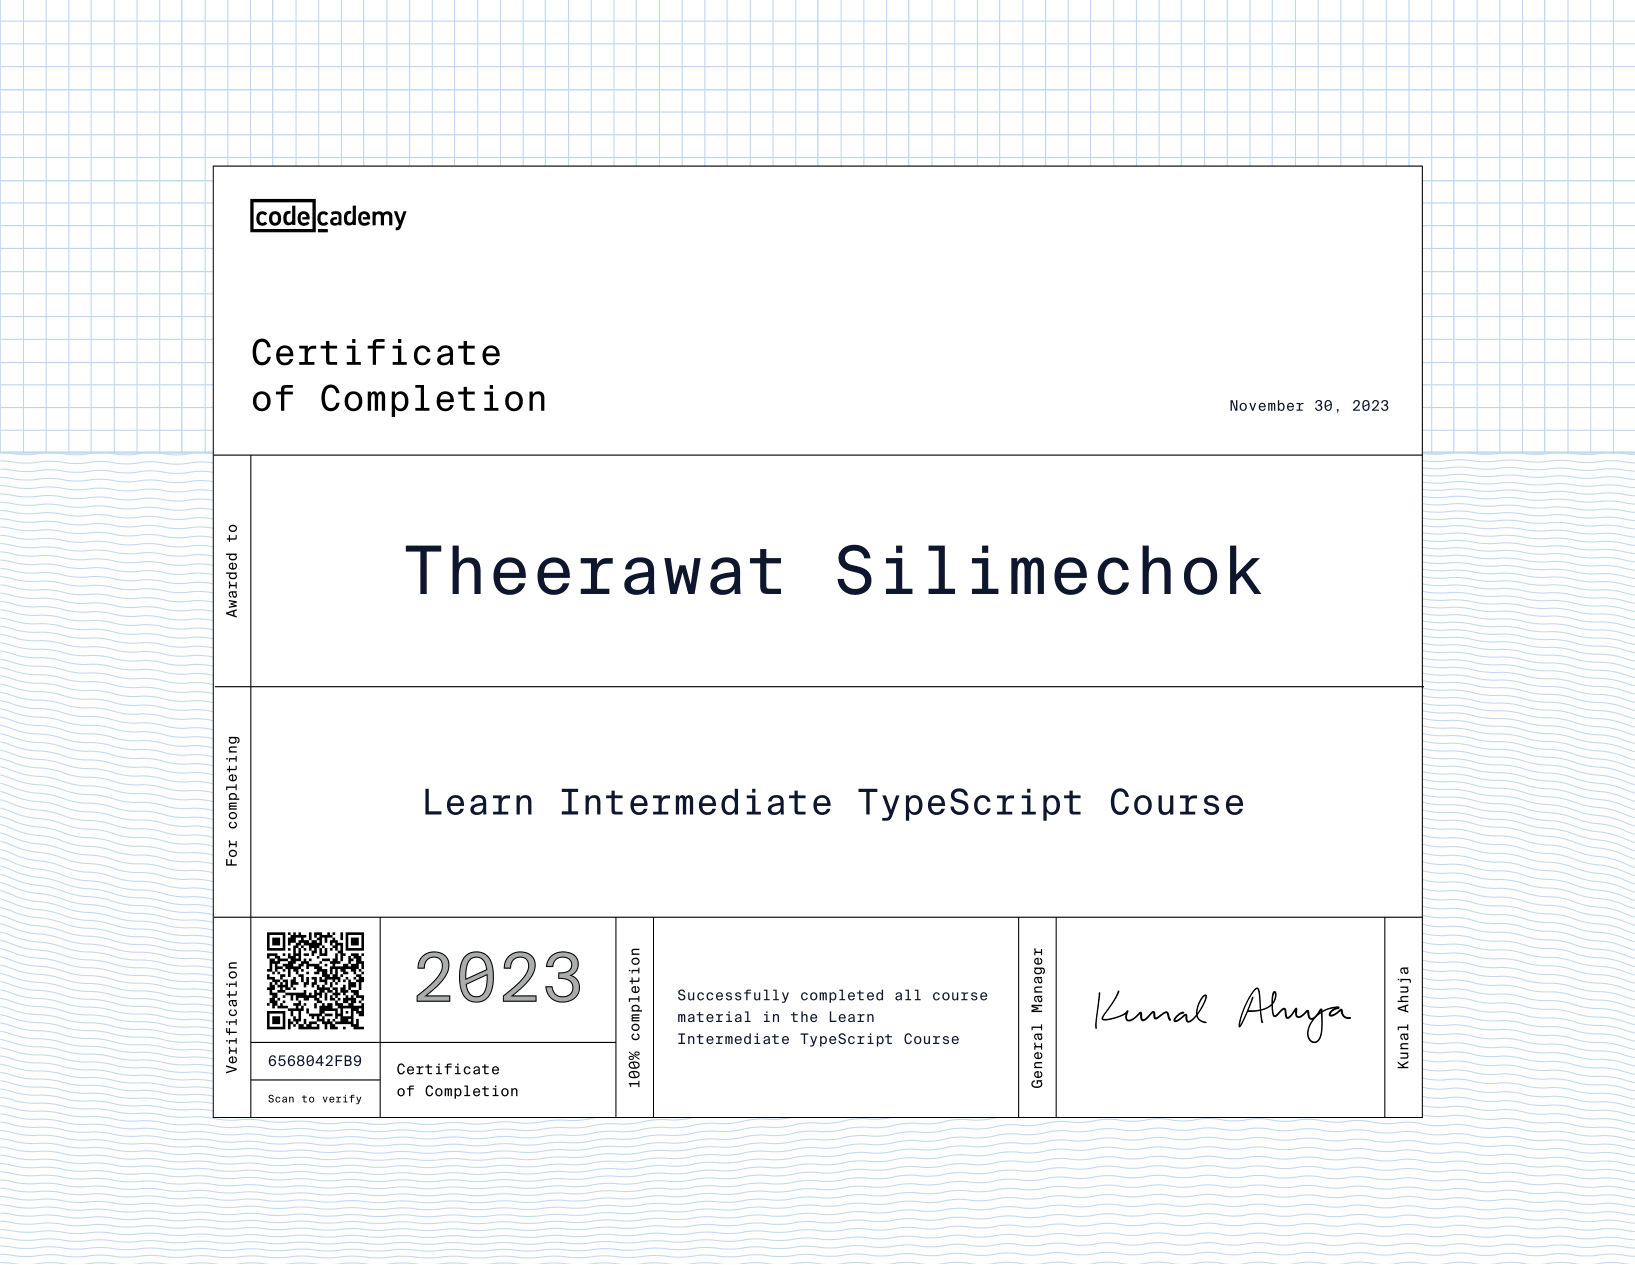 codecademy
Certificate
of Completion
November 30, 2023
Awarded to
Theerawat Silimechok
For completing
Learn Intermediate TypeScript Course
Verification
6568042FB9
Scan to verify
2023
Certificate
of Completion
100% completion
Successfully completed all course
material in the Learn
Intermediate TypeScript Course
General Manager
Kunal Ahuja
Kunal Ahuja